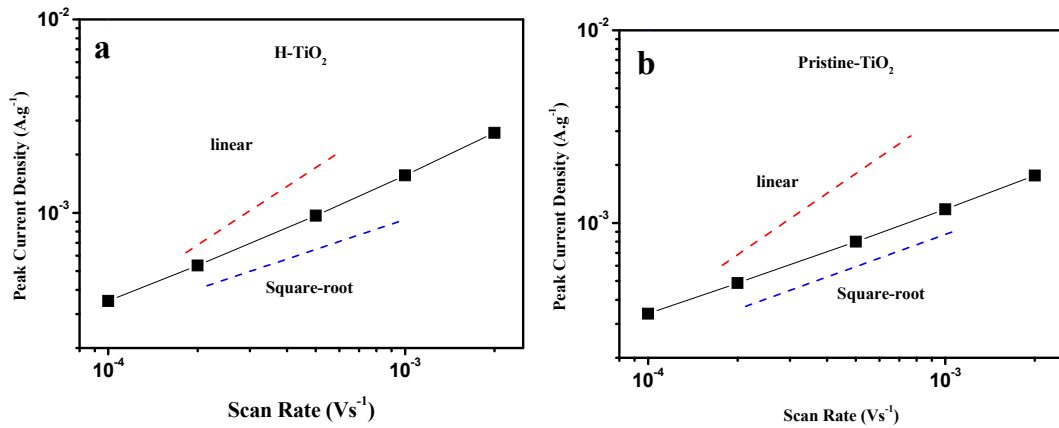 a
H-TiO₂
linear
Square-root
10⁻²
10⁻³
10⁻⁴
10⁻³
Peak Current Density (A.g⁻¹)
Scan Rate (Vs⁻¹)
b
Pristine-TiO₂
linear
Square-root
10⁻²
10⁻³
10⁻⁴
10⁻³
Peak Current Density (A.g⁻¹)
Scan Rate (Vs⁻¹)